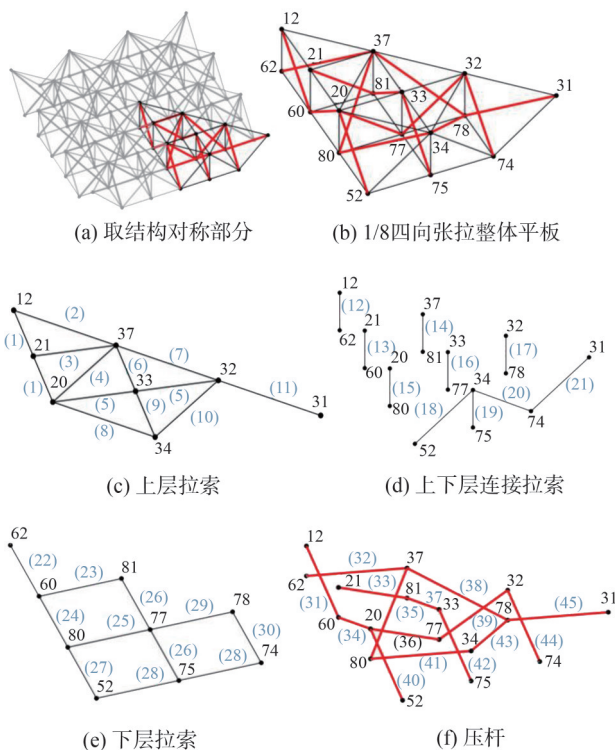 12 37 32 31
21 81 33
62 20
60 77 34 78
80 52 75 74
(a) 取结构对称部分
(b) 1/8四向张拉整体平板
12 (2) 37
(1) 21 (3) (6) (7) 32
(4) 33 (11)
(1) 20 (5) (5) 31
(9) (10)
(8) 34
12 37 32 31
(12) 21 (14) 33 (17)
62 (13) 20 81 (16) 78
60 (15) 77 34 (20) (21)
80 (18) (19) 74
52 75
(c) 上层拉索
(d) 上下层连接拉索
62
(22) 81
60 (23)
(24) (26) 78
80 (25) 77 (29)
(27) (26) (30)
52 (28) 75 (28) 74
12 37 32 31
62 (32) 21 (33) 81 37 33 (38) 78 (45)
(31) 20 (35) (39)
60 (34) (36) 77 34 (43) (44)
80 (41) (42) 74
(40) 52 75
(e) 下层拉索
(f) 压杆